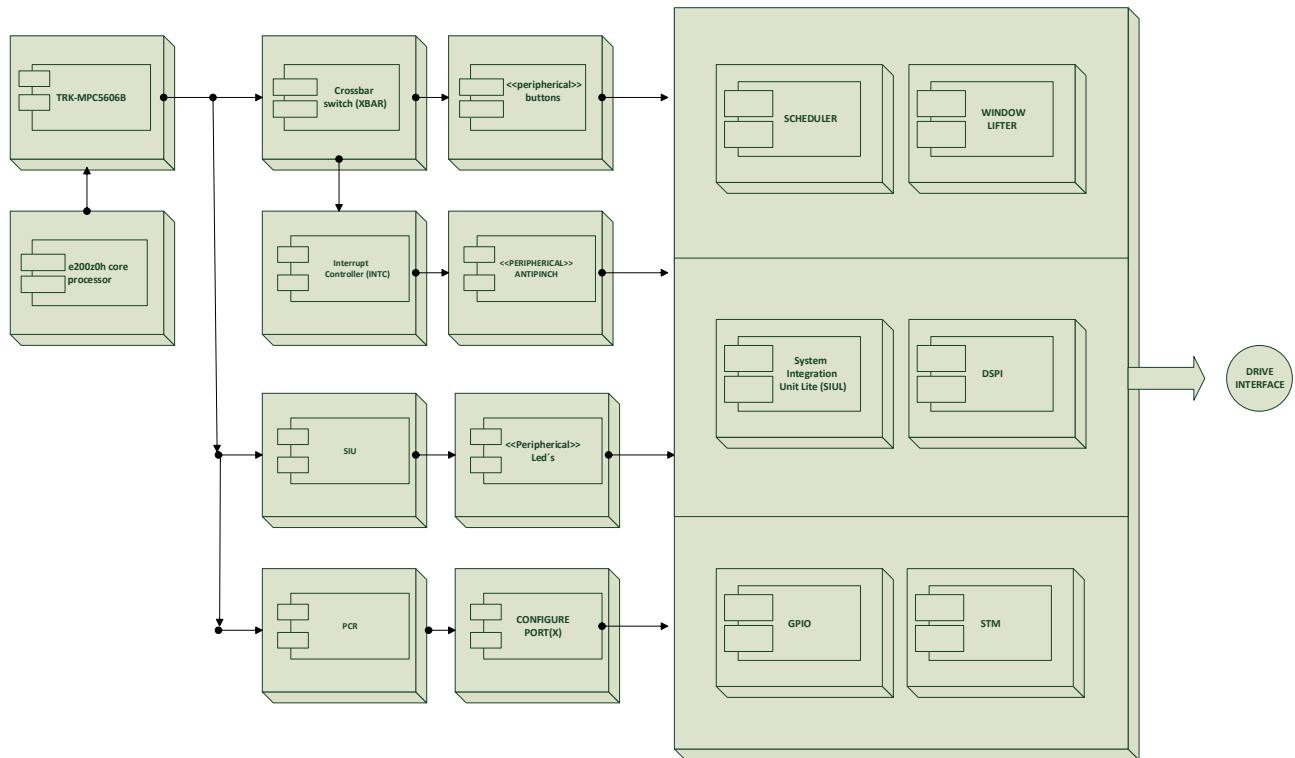 TRK-MPC5606B
Crossbar
switch (XBAR)
<<peripherical>>
buttons
SCHEDULER
WINDOW
LIFTER
e200z0h core
processor
Interrupt
Controller (INTC)
<<PERIPHERICAL>>
ANTIPINCH
System
Integration
Unit Lite (SIUL)
DSPI
DRIVE
INTERFACE
SIU
<<Peripherical>>
Led´s
PCR
CONFIGURE
PORT(X)
GPIO
STM